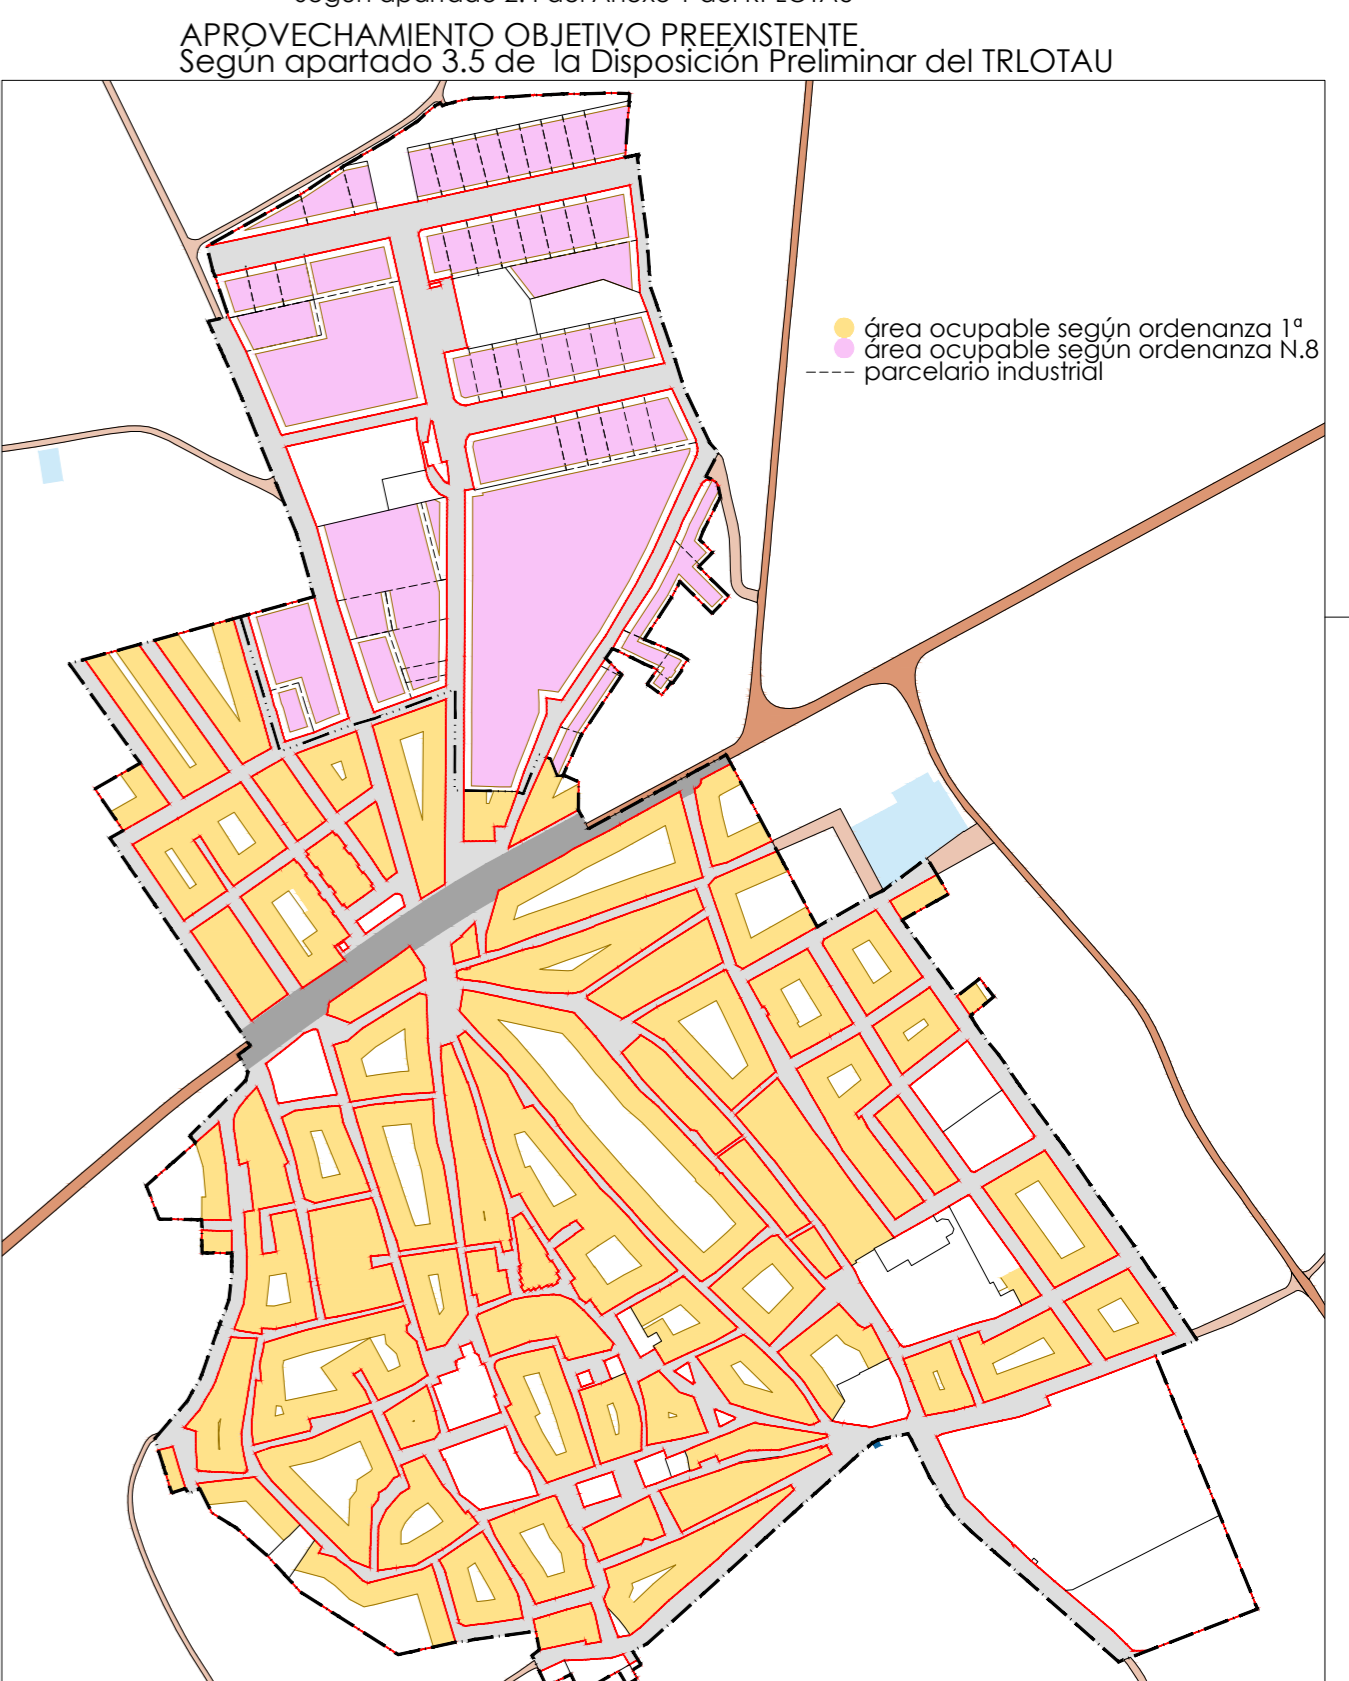 APROVECHAMIENTO OBJETIVO PREEXISTENTE
Según apartado 3.5 de la Disposición Preliminar del TRLOTAU
área ocupable según ordenanza 1ª
área ocupable según ordenanza N.8
parcelario industrial